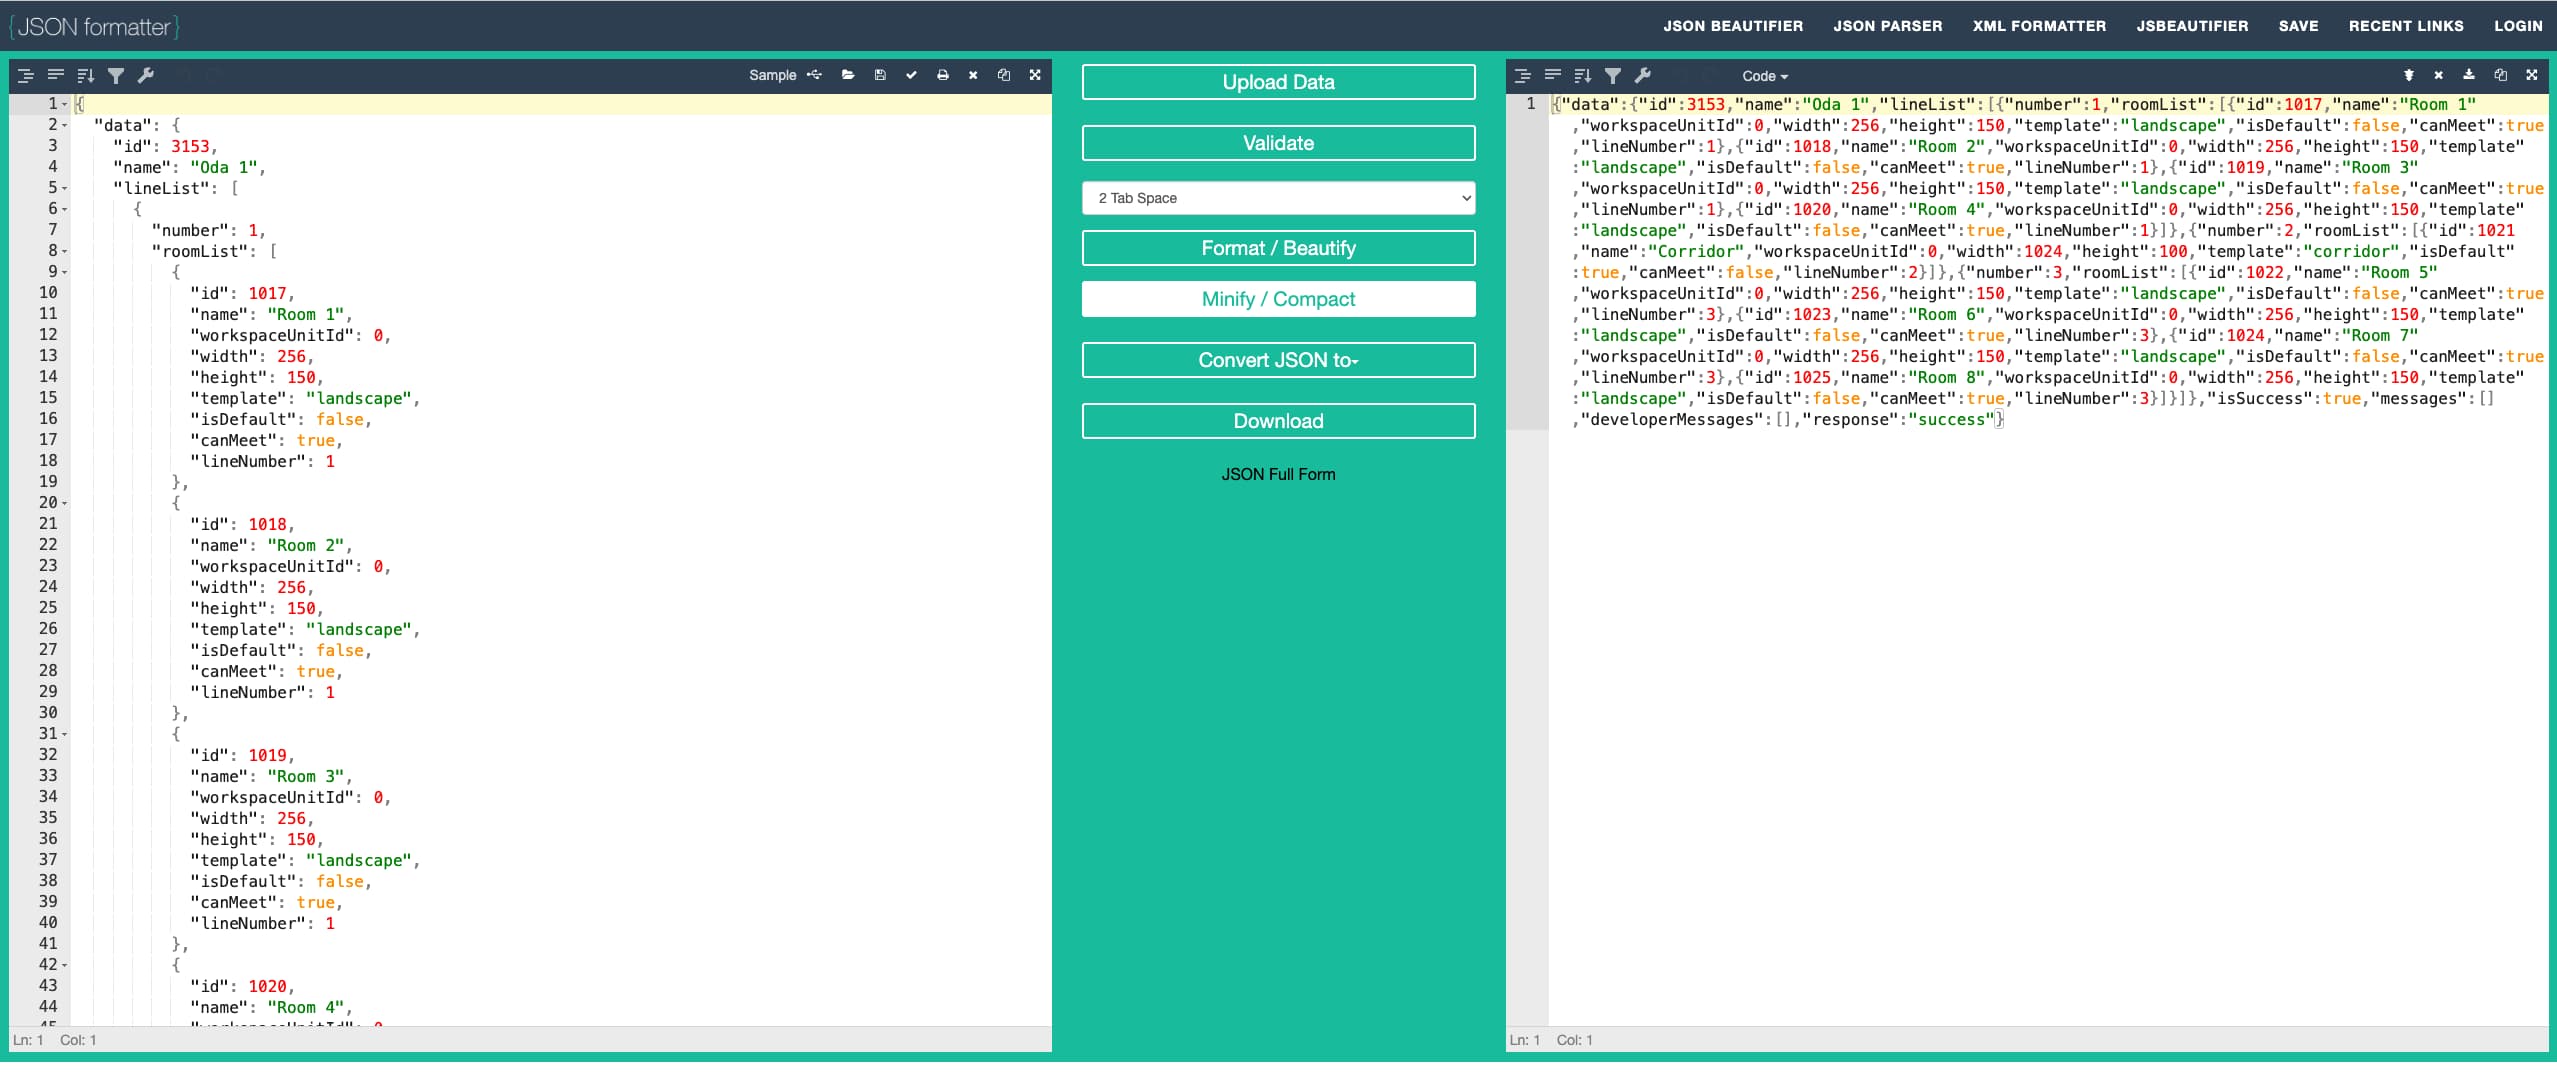 {JSON formatter}
JSON BEAUTIFIER JSON PARSER XML FORMATTER JSBEAUTIFIER SAVE RECENT LINKS LOGIN
Sample
1 {
2 "data": {
3 "id": 3153,
4 "name": "Oda 1",
5 "lineList": [
6 {
7 "number": 1,
8 "roomList": [
9 {
10 "id": 1017,
11 "name": "Room 1",
12 "workspaceUnitId": 0,
13 "width": 256,
14 "height": 150,
15 "template": "landscape",
16 "isDefault": false,
17 "canMeet": true,
18 "lineNumber": 1
19 },
20 {
21 "id": 1018,
22 "name": "Room 2",
23 "workspaceUnitId": 0,
24 "width": 256,
25 "height": 150,
26 "template": "landscape",
27 "isDefault": false,
28 "canMeet": true,
29 "lineNumber": 1
30 },
31 {
32 "id": 1019,
33 "name": "Room 3",
34 "workspaceUnitId": 0,
35 "width": 256,
36 "height": 150,
37 "template": "landscape",
38 "isDefault": false,
39 "canMeet": true,
40 "lineNumber": 1
41 },
42 {
43 "id": 1020,
44 "name": "Room 4",
45 "workspaceUnitId": 0
Ln: 1 Col: 1
Upload Data
Validate
2 Tab Space
Format / Beautify
Minify / Compact
Convert JSON to
Download
JSON Full Form
Code
1 {"data":{"id":3153,"name":"Oda 1","lineList":[{"number":1,"roomList":[{"id":1017,"name":"Room 1"
,"workspaceUnitId":0,"width":256,"height":150,"template":"landscape","isDefault":false,"canMeet":true
,"lineNumber":1},{"id":1018,"name":"Room 2","workspaceUnitId":0,"width":256,"height":150,"template"
:"landscape","isDefault":false,"canMeet":true,"lineNumber":1},{"id":1019,"name":"Room 3"
,"workspaceUnitId":0,"width":256,"height":150,"template":"landscape","isDefault":false,"canMeet":true
,"lineNumber":1},{"id":1020,"name":"Room 4","workspaceUnitId":0,"width":256,"height":150,"template"
:"landscape","isDefault":false,"canMeet":true,"lineNumber":1}]},{"number":2,"roomList":[{"id":1021
,"name":"Corridor","workspaceUnitId":0,"width":1024,"height":100,"template":"corridor","isDefault"
:true,"canMeet":false,"lineNumber":2}]},{"number":3,"roomList":[{"id":1022,"name":"Room 5"
,"workspaceUnitId":0,"width":256,"height":150,"template":"landscape","isDefault":false,"canMeet":true
,"lineNumber":3},{"id":1023,"name":"Room 6","workspaceUnitId":0,"width":256,"height":150,"template"
:"landscape","isDefault":false,"canMeet":true,"lineNumber":3},{"id":1024,"name":"Room 7"
,"workspaceUnitId":0,"width":256,"height":150,"template":"landscape","isDefault":false,"canMeet":true
,"lineNumber":3},{"id":1025,"name":"Room 8","workspaceUnitId":0,"width":256,"height":150,"template"
:"landscape","isDefault":false,"canMeet":true,"lineNumber":3}]}]},"isSuccess":true,"messages":[]
,"developerMessages":[],"response":"success"}
Ln: 1 Col: 1